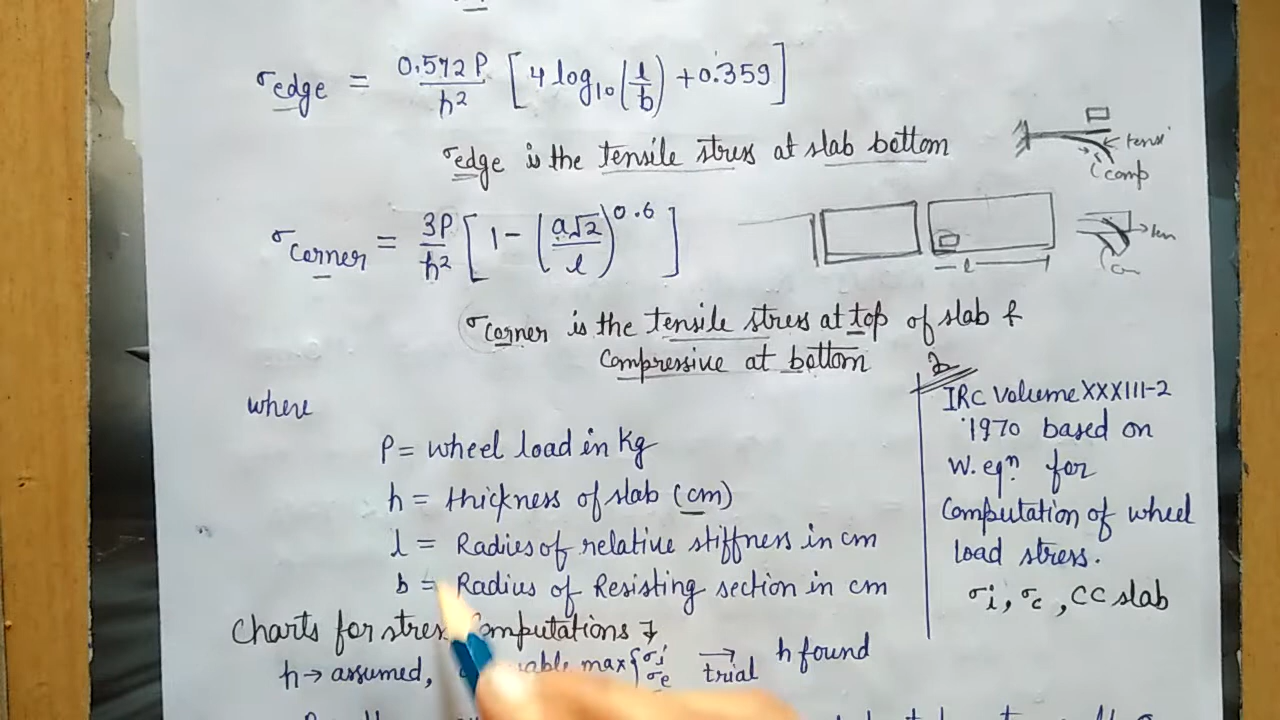 σedge = 0.572 P / h² [4 log10 (l/b) + 0.359]
σedge is the tensile stress at slab bottom
tensi
comp
σcorner = 3P / h² [1 - (a√2 / l)^0.6]
l
ten
σcorner is the tensile stress at top of slab &
compressive at bottom
where
P = wheel load in Kg
h = thickness of slab (cm)
l = Radius of relative stiffness in cm
b = Radius of Resisting section in cm
IRC Volume XXXIII-2
1970 based on
W. eqⁿ for
Computation of wheel
load stress.
σi, σc, CC slab
Charts for stress Computations
h → assumed, max { σi σe → trial h found